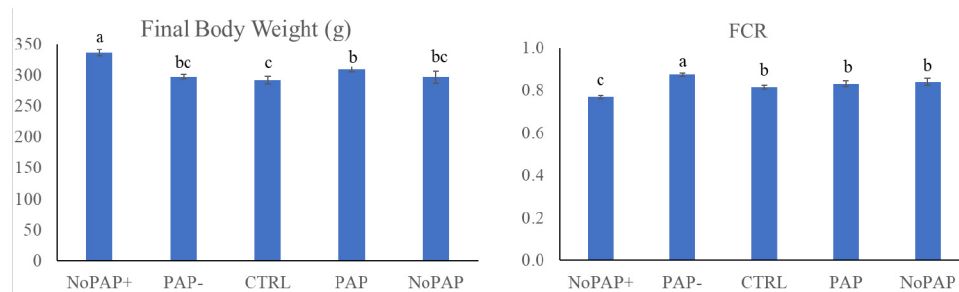 Final Body Weight (g)
350
300
250
200
150
100
50
0
a
bc
c
b
bc
NoPAP+ PAP- CTRL PAP NoPAP
FCR
1.0
0.8
0.6
0.4
0.2
0.0
c
a
b
b
b
NoPAP+ PAP- CTRL PAP NoPAP